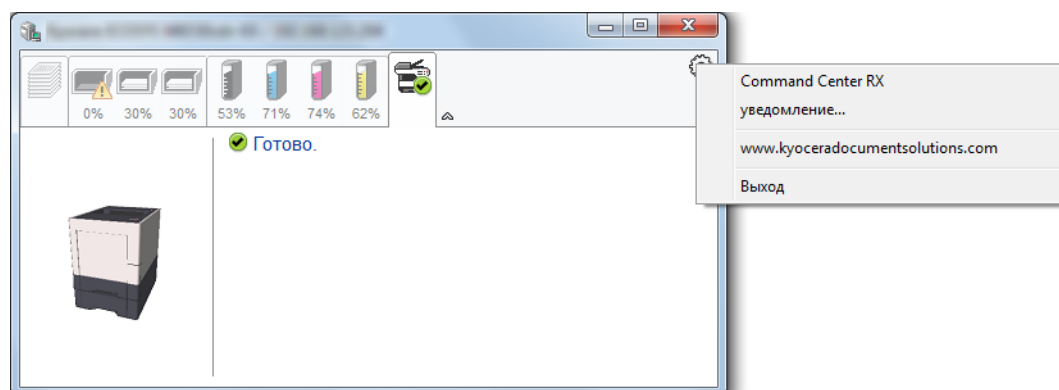 0% 30% 30% 53% 71% 74% 62%
Готово.
Command Center RX
уведомление...
www.kyoceradocumentsolutions.com
Выход